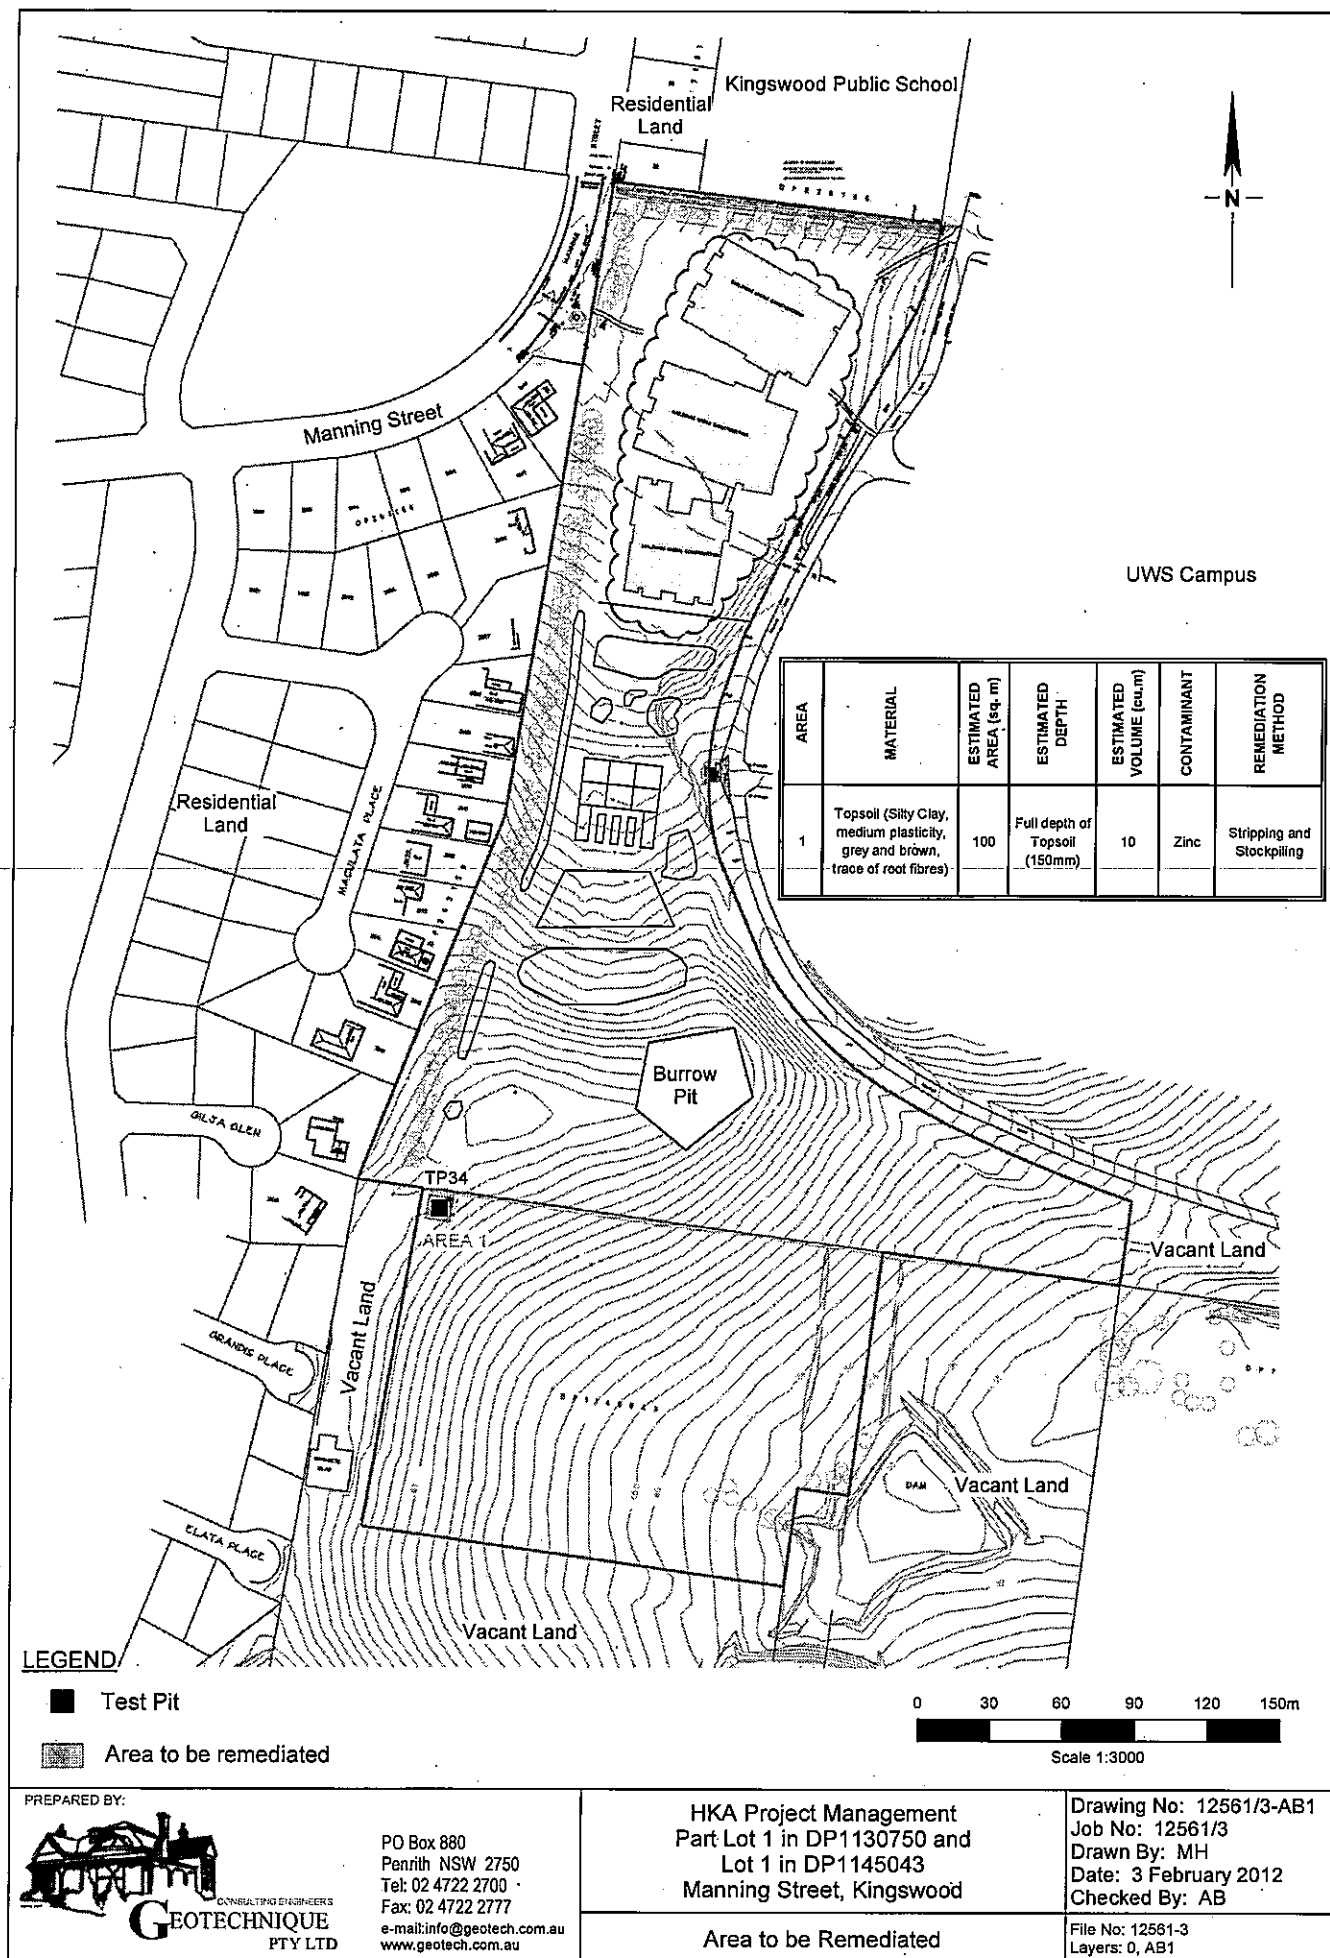 Kingswood Public School
Residential
Land
STREET
N
Manning Street
UWS Campus
AREA
MATERIAL
ESTIMATED
AREA (sq. m)
ESTIMATED
DEPTH
ESTIMATED
VOLUME (cu.m)
CONTAMINANT
REMEDIATION
METHOD
1
Topsoil (Silty Clay,
medium plasticity,
grey and brown,
trace of root fibres)
100
Full depth of
Topsoil
(150mm)
10
Zinc
Stripping and
Stockpiling
Residential
Land
MACULATA PLACE
Burrow
Pit
GILJA GLEN
TP34
AREA 1
Vacant Land
Vacant Land
GRANDIS PLACE
DAM
Vacant Land
ELATA PLACE
Vacant Land
LEGEND
Test Pit
Area to be remediated
0 30 60 90 120 150m
Scale 1:3000
PREPARED BY:
CONSULTING ENGINEERS
GEOTECHNIQUE
PTY LTD
PO Box 880
Penrith NSW 2750
Tel: 02 4722 2700
Fax: 02 4722 2777
e-mail:info@geotech.com.au
www.geotech.com.au
HKA Project Management
Part Lot 1 in DP1130750 and
Lot 1 in DP1145043
Manning Street, Kingswood
Area to be Remediated
Drawing No: 12561/3-AB1
Job No: 12561/3
Drawn By: MH
Date: 3 February 2012
Checked By: AB
File No: 12561-3
Layers: 0, AB1